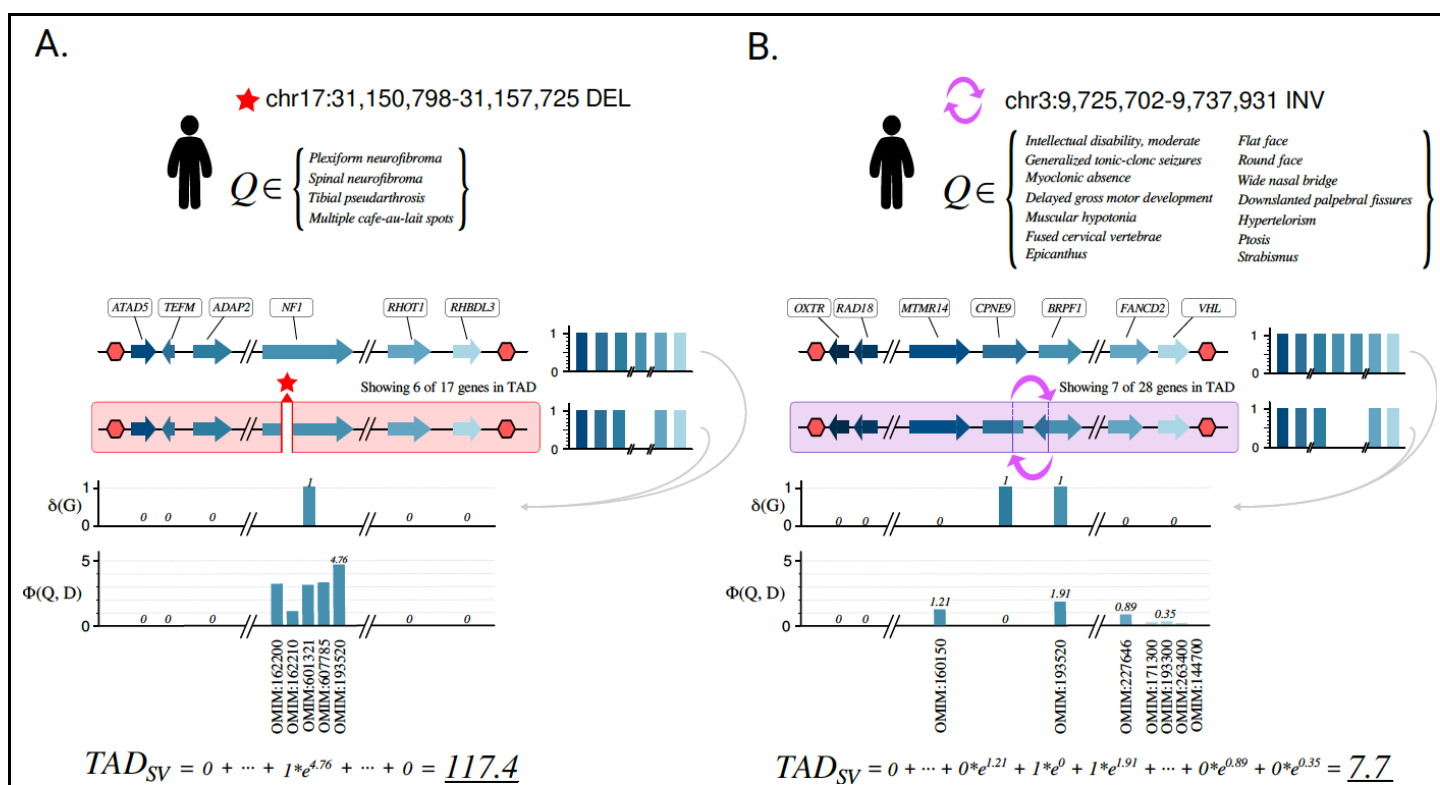 A.
chr17:31,150,798-31,157,725 DEL
Q ∈
Plexiform neurofibroma
Spinal neurofibroma
Tibial pseudarthrosis
Multiple cafe-au-lait spots
ATAD5 TEFM ADAP2 NF1 RHOT1 RHBDL3
1
0
Showing 6 of 17 genes in TAD
1
0
δ(G)
1
0
0 0 0 1 0 0
Φ(Q, D)
5
0
0 0 0 4.76 0 0
OMIM:162200
OMIM:162210
OMIM:601321
OMIM:607785
OMIM:193520
TAD_SV = 0 + ··· + 1*e^4.76 + ··· + 0 = 117.4
B.
chr3:9,725,702-9,737,931 INV
Q ∈
Intellectual disability, moderate
Generalized tonic-clonc seizures
Myoclonic absence
Delayed gross motor development
Muscular hypotonia
Fused cervical vertebrae
Epicanthus
Flat face
Round face
Wide nasal bridge
Downslanted palpebral fissures
Hypertelorism
Ptosis
Strabismus
OXTR RAD18 MTMR14 CPNE9 BRPF1 FANCD2 VHL
1
0
Showing 7 of 28 genes in TAD
1
0
δ(G)
1
0
0 0 0 1 1 0 0
Φ(Q, D)
5
0
0 0 1.21 0 1.91 0.89 0.35
OMIM:160150
OMIM:193520
OMIM:227646
OMIM:171300
OMIM:193300
OMIM:263400
OMIM:144700
TAD_SV = 0 + ··· + 0*e^1.21 + 1*e^0 + 1*e^1.91 + ··· + 0*e^0.89 + 0*e^0.35 = 7.7